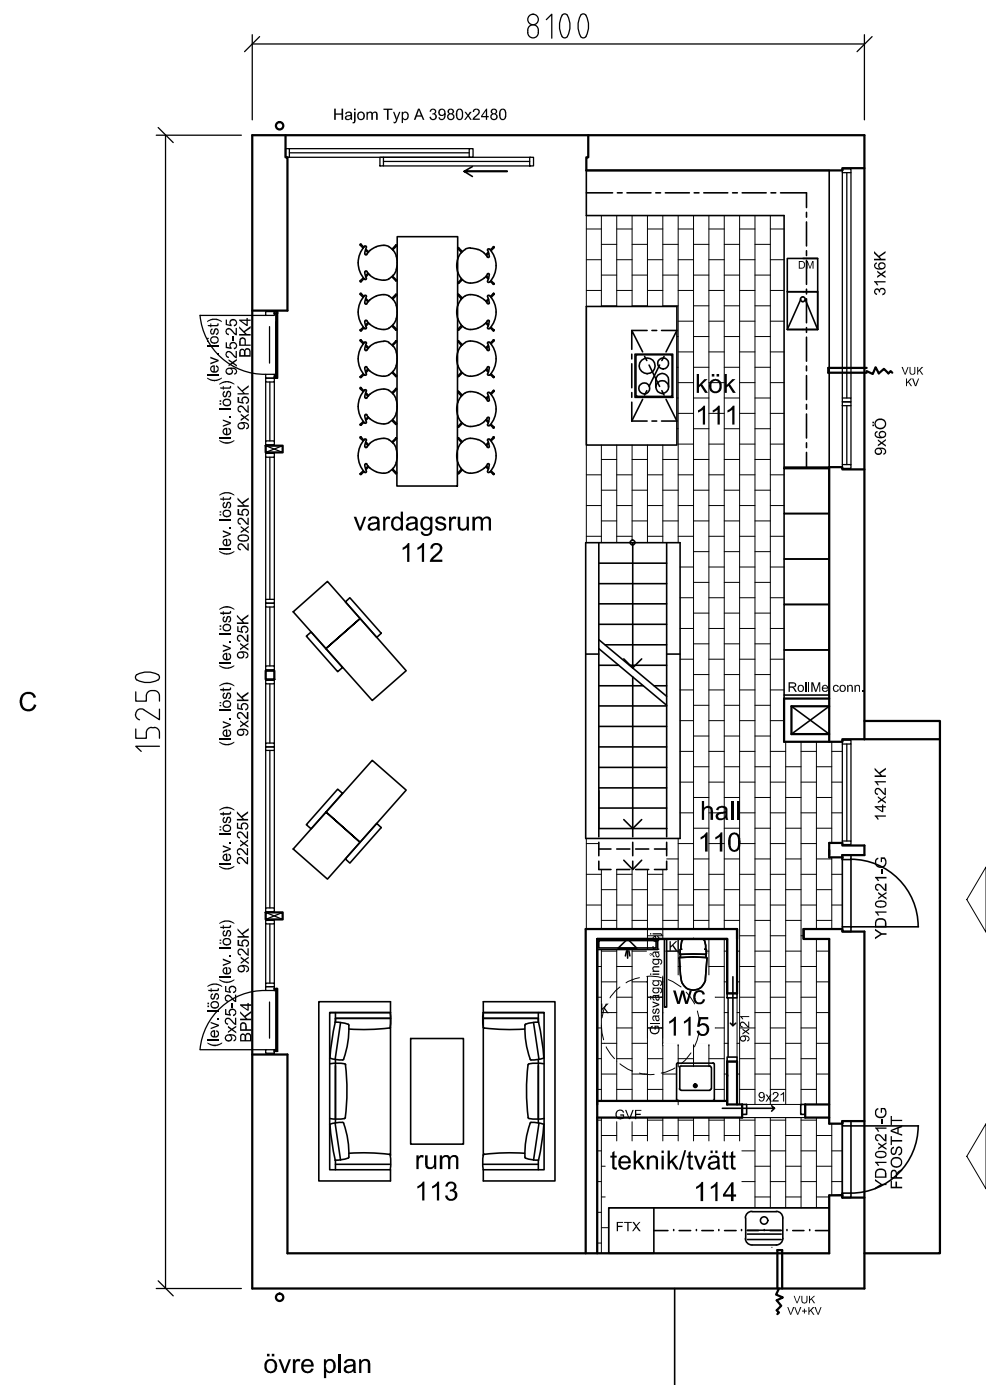 8100
Hajom Typ A 3980x2480
31x6K
DM
(lev. löst)
9x25-25
BPK4
VUK
KV
kök
111
(lev. löst)
9x25K
9x6Ö
vardagsrum
112
(lev. löst)
20x25K
(lev. löst)
9x25K
RollMe conn.
C
15250
(lev. löst)
9x25K
14x21K
hall
110
(lev. löst)
22x25K
YD10x21-G
(lev. löst)
9x25K
K
Glasvägg ingår ej
wc
115
K
9x21
(lev. löst)
9x25-25
BPK4
9x21
GVF
YD10x21-G
FROSTAT
rum
113
teknik/tvätt
114
FTX
VUK
VV+KV
övre plan